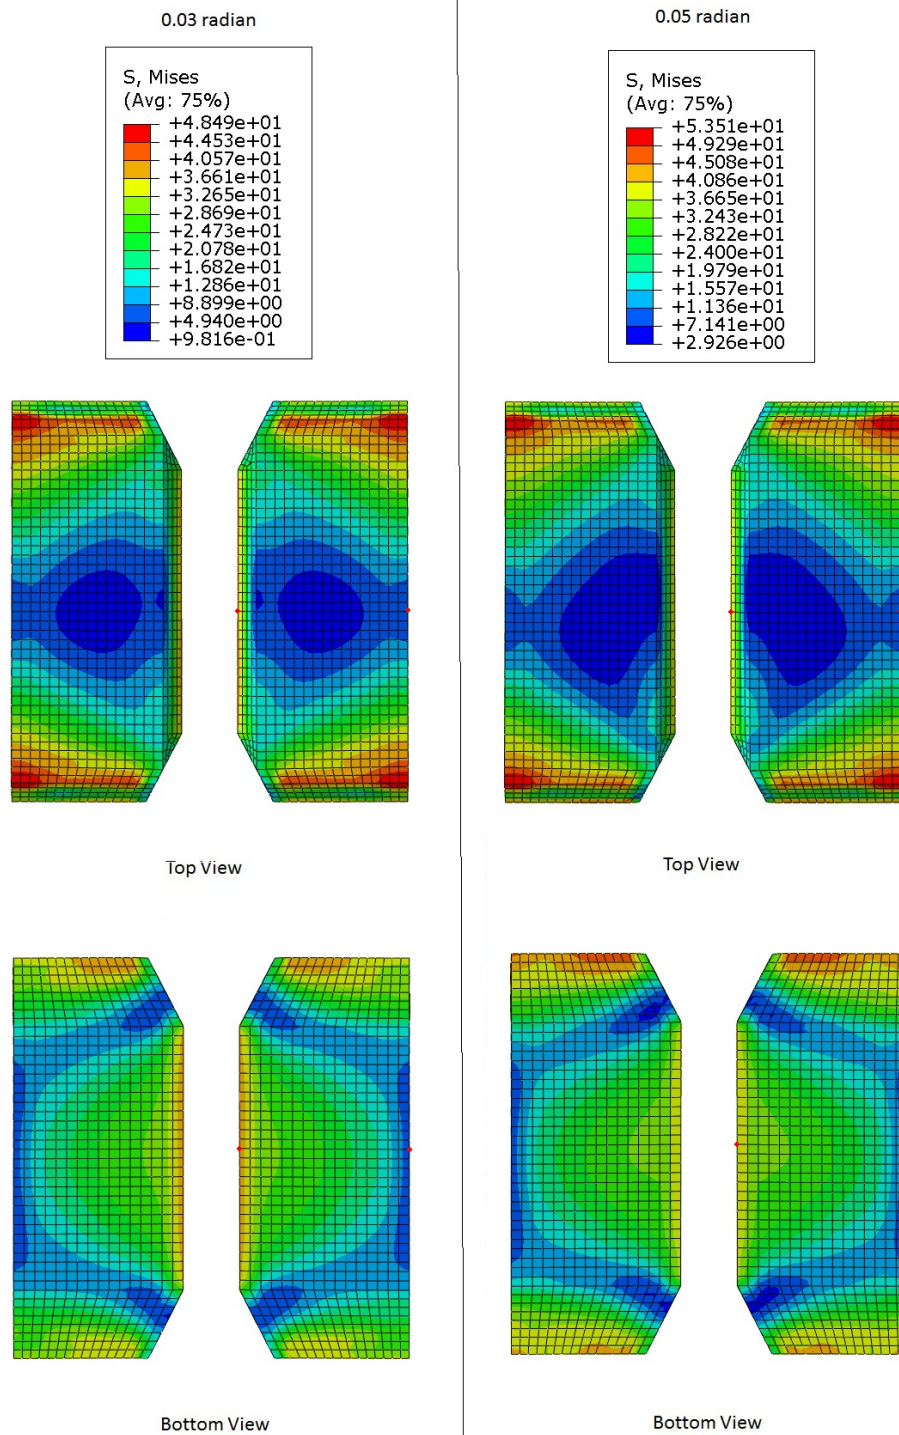 0.03 radian
S, Mises
(Avg: 75%)
+4.849e+01
+4.453e+01
+4.057e+01
+3.661e+01
+3.265e+01
+2.869e+01
+2.473e+01
+2.078e+01
+1.682e+01
+1.286e+01
+8.899e+00
+4.940e+00
+9.816e-01
Top View
Bottom View
0.05 radian
S, Mises
(Avg: 75%)
+5.351e+01
+4.929e+01
+4.508e+01
+4.086e+01
+3.665e+01
+3.243e+01
+2.822e+01
+2.400e+01
+1.979e+01
+1.557e+01
+1.136e+01
+7.141e+00
+2.926e+00
Top View
Bottom View